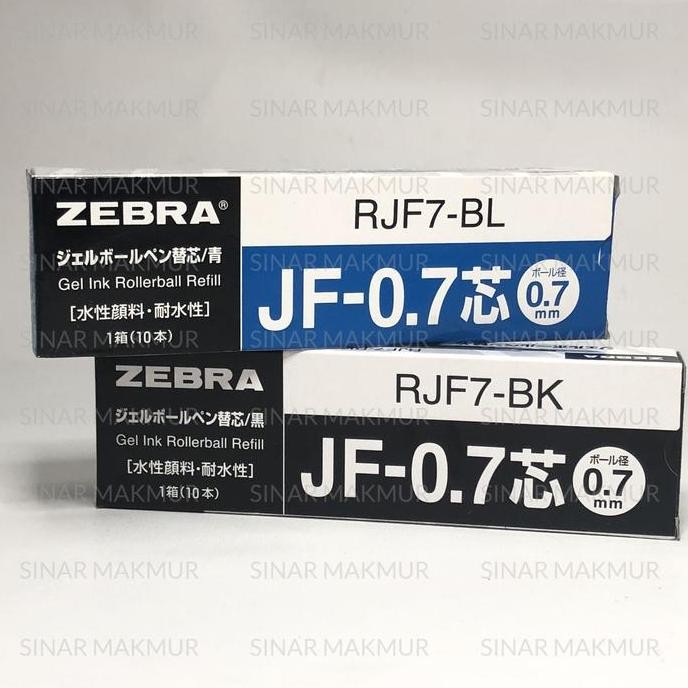 ZEBRA®
ジェルボールペン替芯/青
Gel Ink Rollerball Refill
[水性顔料・耐水性]
1箱(10本)
RJF7-BL
JF-0.7芯
ボール径
0.7
mm
ZEBRA
ジェルボールペン替芯/黒
Gel Ink Rollerball Refill
[水性顔料・耐水性]
1箱(10本)
RJF7-BK
JF-0.7芯
ボール径
0.7
mm
SINAR MAKMUR